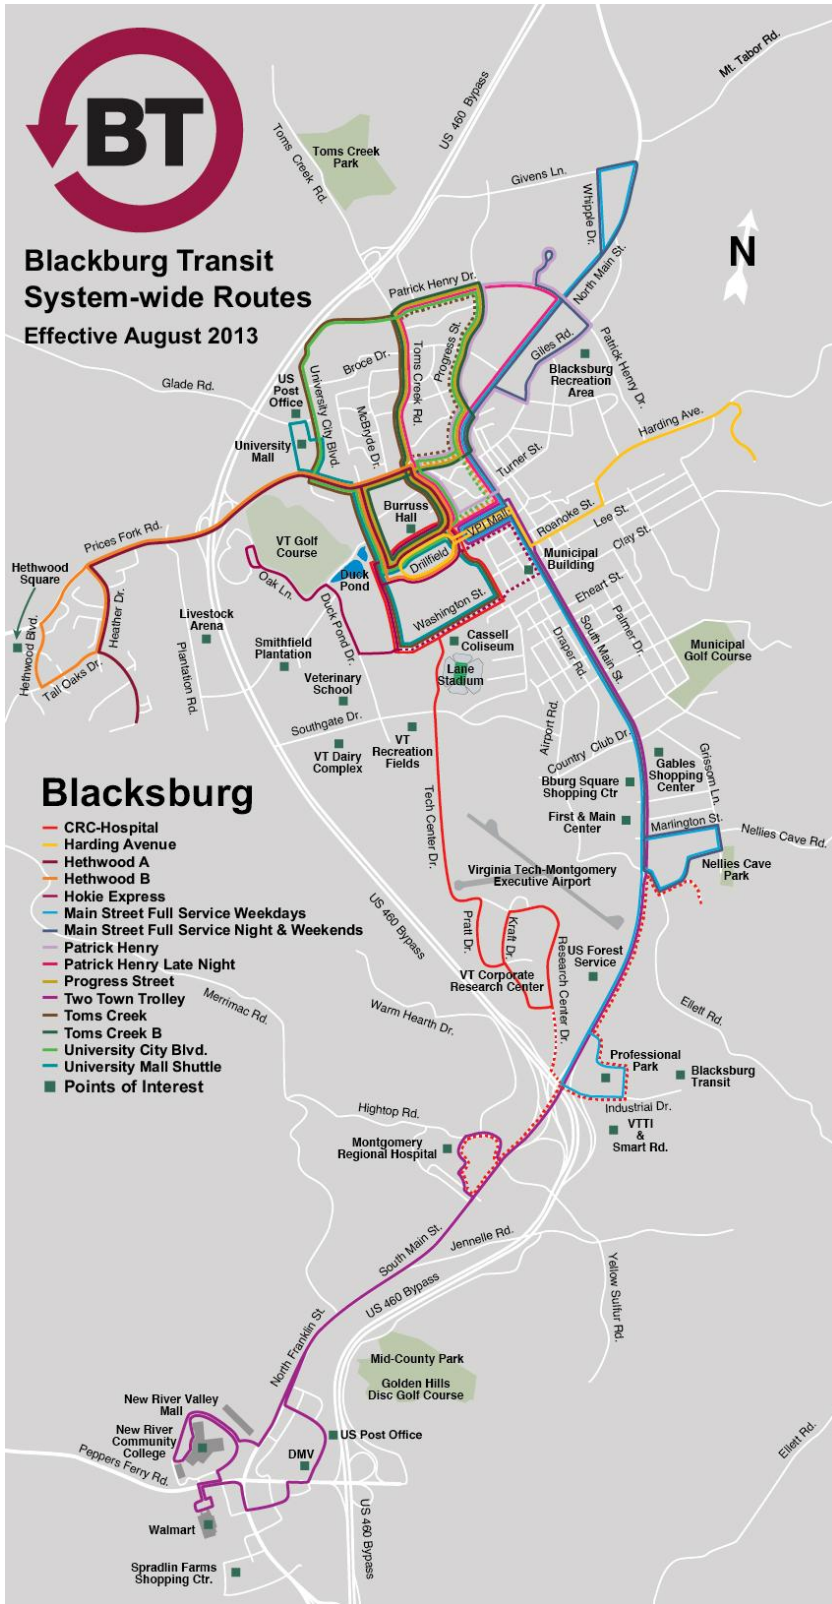 BT
Blackburg Transit
System-wide Routes
Effective August 2013
Mt. Tabor Rd.
US 460 Bypass
Toms Creek
Park
Toms Creek Rd.
Givens Ln.
Whipple Dr.
N
North Main St.
Patrick Henry Dr.
Giles Rd.
Patrick Henry Dr.
Blacksburg
Recreation
Area
Progress St.
Toms Creek Rd.
Broce Dr.
McBryde Dr.
University City Blvd.
Glade Rd.
US
Post
Office
University
Mall
Harding Ave.
Turner St.
Burruss
Hall
VPI Mall
Roanoke St.
Lee St.
Clay St.
Prices Fork Rd.
VT Golf
Course
Drillfield
Municipal
Building
Hethwood
Square
Duck
Pond
Oak Ln.
Washington St.
Eheart St.
Palmer Dr.
Heather Dr.
Hethwood Blvd.
Tall Oaks Dr.
Livestock
Arena
Plantation Rd.
Duck Pond Dr.
Smithfield
Plantation
Cassell
Coliseum
Draper Rd.
South Main St.
Municipal
Golf Course
Lane
Stadium
Veterinary
School
Southgate Dr.
VT Dairy
Complex
VT
Recreation
Fields
Airport Rd.
Country Club Dr.
Gables
Shopping
Center
Grissom Ln.
Bburg Square
Shopping Ctr
First & Main
Center
Marlington St.
Nellies Cave Rd.
Nellies Cave
Park
Tech Center Dr.
Virginia Tech-Montgomery
Executive Airport
Blacksburg
CRC-Hospital
Harding Avenue
Hethwood A
Hethwood B
Hokie Express
Main Street Full Service Weekdays
Main Street Full Service Night & Weekends
Patrick Henry
Patrick Henry Late Night
Progress Street
Two Town Trolley
Toms Creek
Toms Creek B
University City Blvd.
University Mall Shuttle
Points of Interest
US 460 Bypass
Pratt Dr.
Kraft Dr.
Research Center Dr.
VT Corporate
Research Center
US Forest
Service
Merrimac Rd.
Warm Hearth Dr.
Ellett Rd.
Professional
Park
Blacksburg
Transit
Industrial Dr.
VTTI
&
Smart Rd.
Hightop Rd.
Montgomery
Regional Hospital
South Main St.
Jennelle Rd.
US 460 Bypass
Yellow Sulfur Rd.
North Franklin St.
Mid-County Park
Golden Hills
Disc Golf Course
New River Valley
Mall
New River
Community
College
Peppers Ferry Rd.
US Post Office
DMV
Ellett Rd.
US 460 Bypass
Walmart
Spradlin Farms
Shopping Ctr.